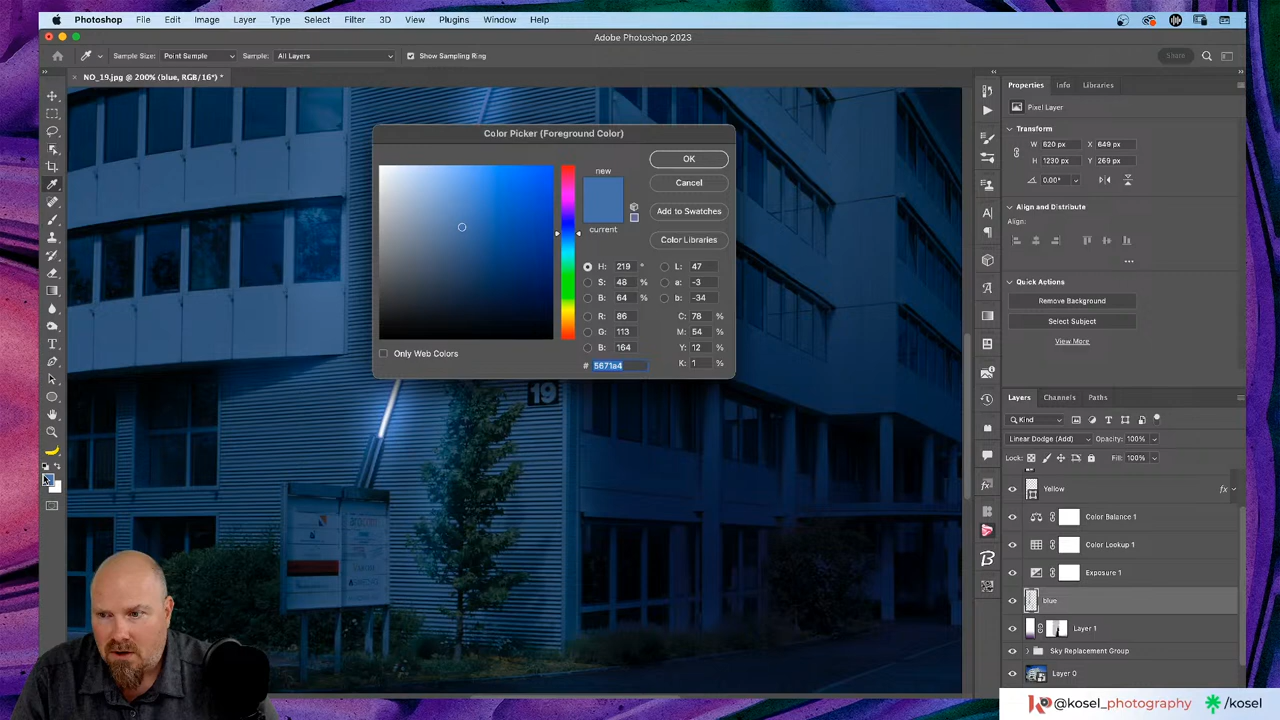 Photoshop File Edit Image Layer Type Select Filter 3D View Plugins Window Help
Adobe Photoshop 2023
Sample Size: Point Sample Sample: All Layers Show Sampling Ring Share
NO_19.jpg @ 200% (blue, RGB/16*) *
Color Picker (Foreground Color)
new
current
OK
Cancel
Add to Swatches
Color Libraries
H: 219 ° L: 47
S: 48 % a: -3
B: 64 % b: -34
R: 86 C: 78 %
G: 113 M: 54 %
B: 164 Y: 12 %
# 5671a4 K: 1 %
Only Web Colors
19
Properties Info Libraries
Pixel Layer
Transform
W 620 px X 649 px
H 1230 px Y 269 px
0.00°
Align and Distribute
Align:
Quick Actions
Remove Background
Select Subject
View More
Layers Channels Paths
Kind
Linear Dodge (Add) Opacity: 100%
Lock: Fill: 100%
Yellow fx
Color Balance 1
Exposure 1
blue
Layer 1
Sky Replacement Group
Layer 0
@kosel_photography /kosel